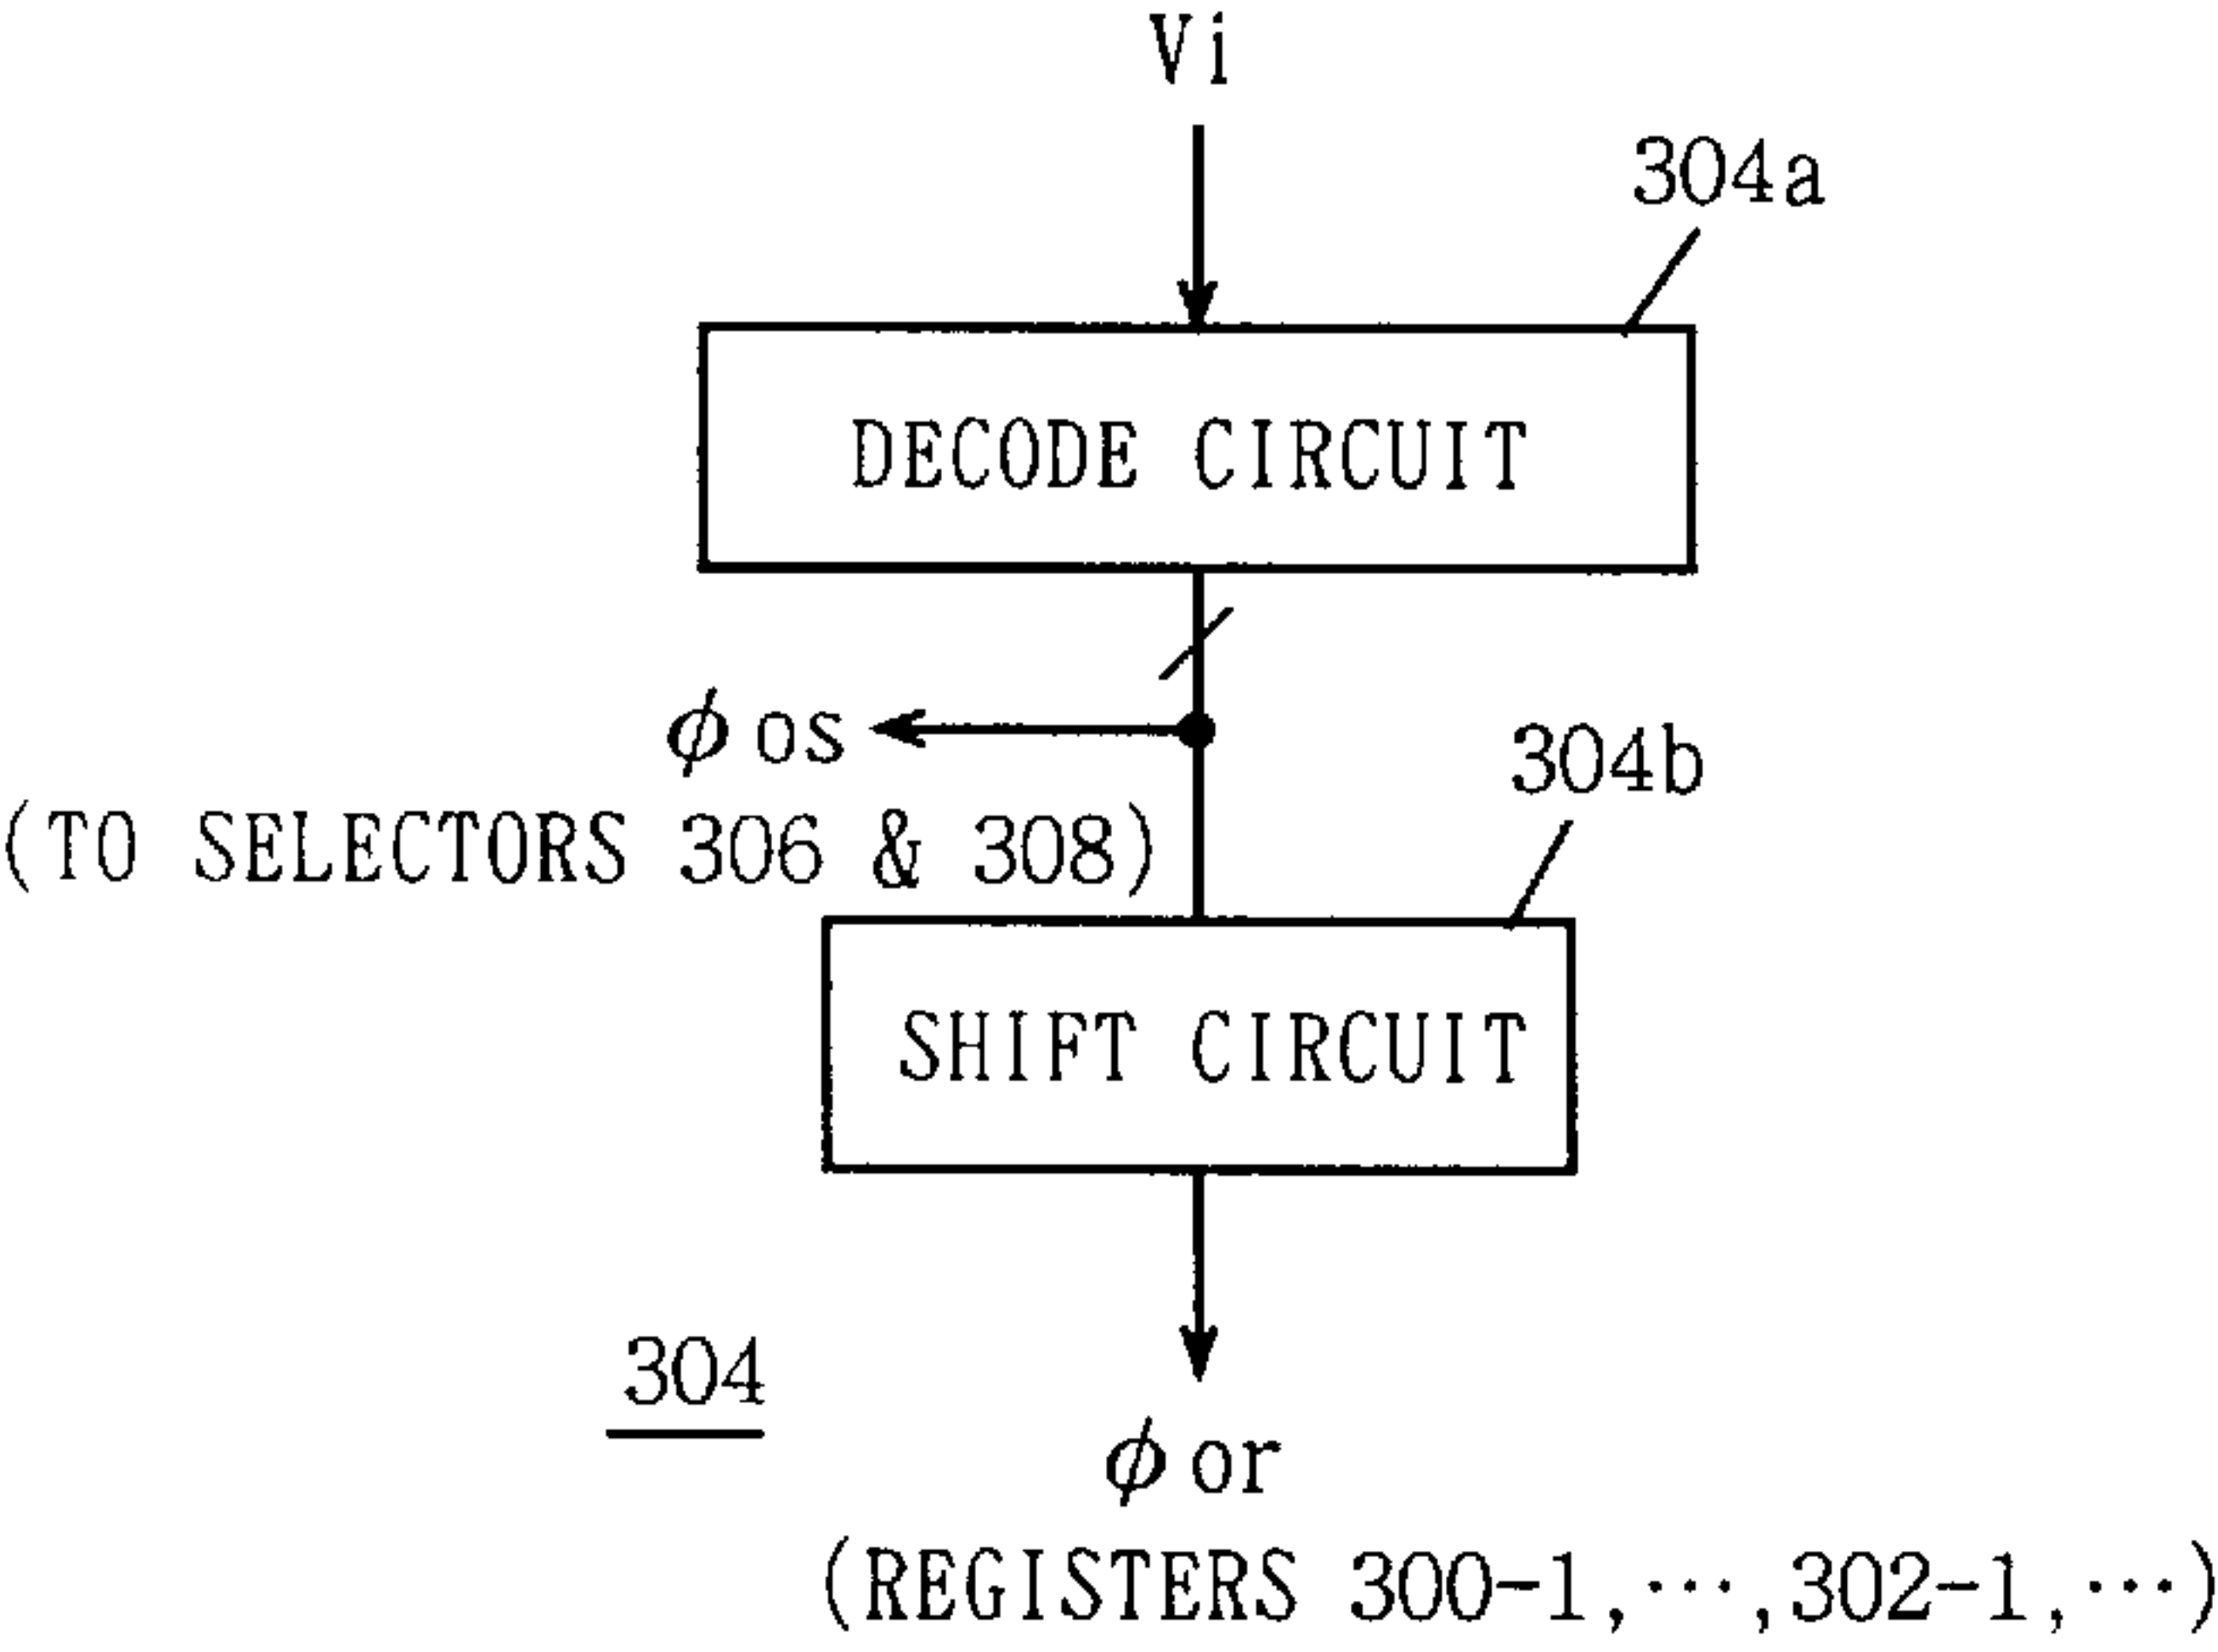 Vi
304a
DECODE CIRCUIT
φos
(TO SELECTORS 306 & 308)
304b
SHIFT CIRCUIT
304
φor
(REGISTERS 300-1,···,302-1,···)